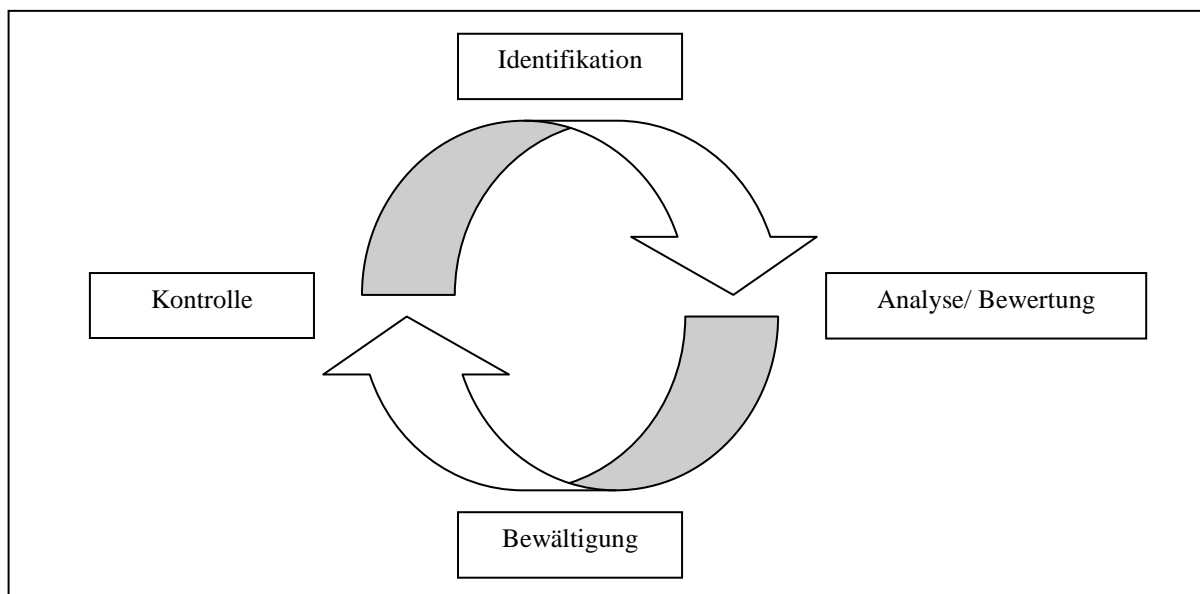 Identifikation
Kontrolle
Analyse/ Bewertung
Bewältigung